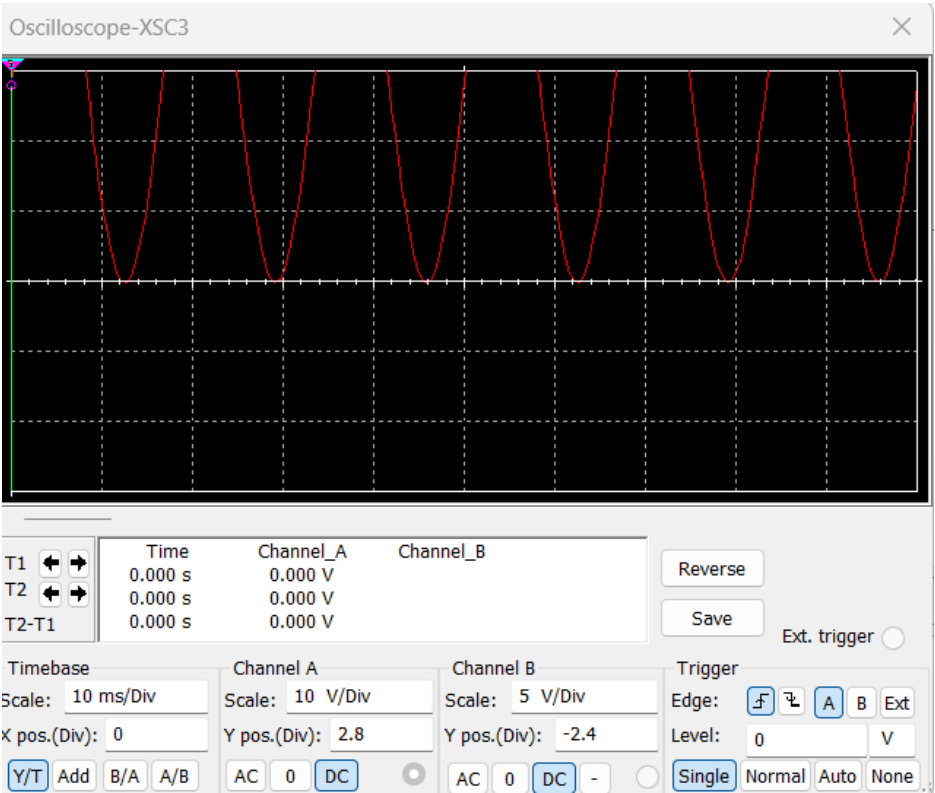 Oscilloscope-XSC3
Time Channel_A Channel_B
T1 0.000 s 0.000 V
T2 0.000 s 0.000 V
T2-T1 0.000 s 0.000 V
Reverse
Save
Ext. trigger
Timebase Channel A Channel B Trigger
Scale: 10 ms/Div Scale: 10 V/Div Scale: 5 V/Div Edge: A B Ext
X pos.(Div): 0 Y pos.(Div): 2.8 Y pos.(Div): -2.4 Level: 0 V
Y/T Add B/A A/B AC 0 DC AC 0 DC - Single Normal Auto None